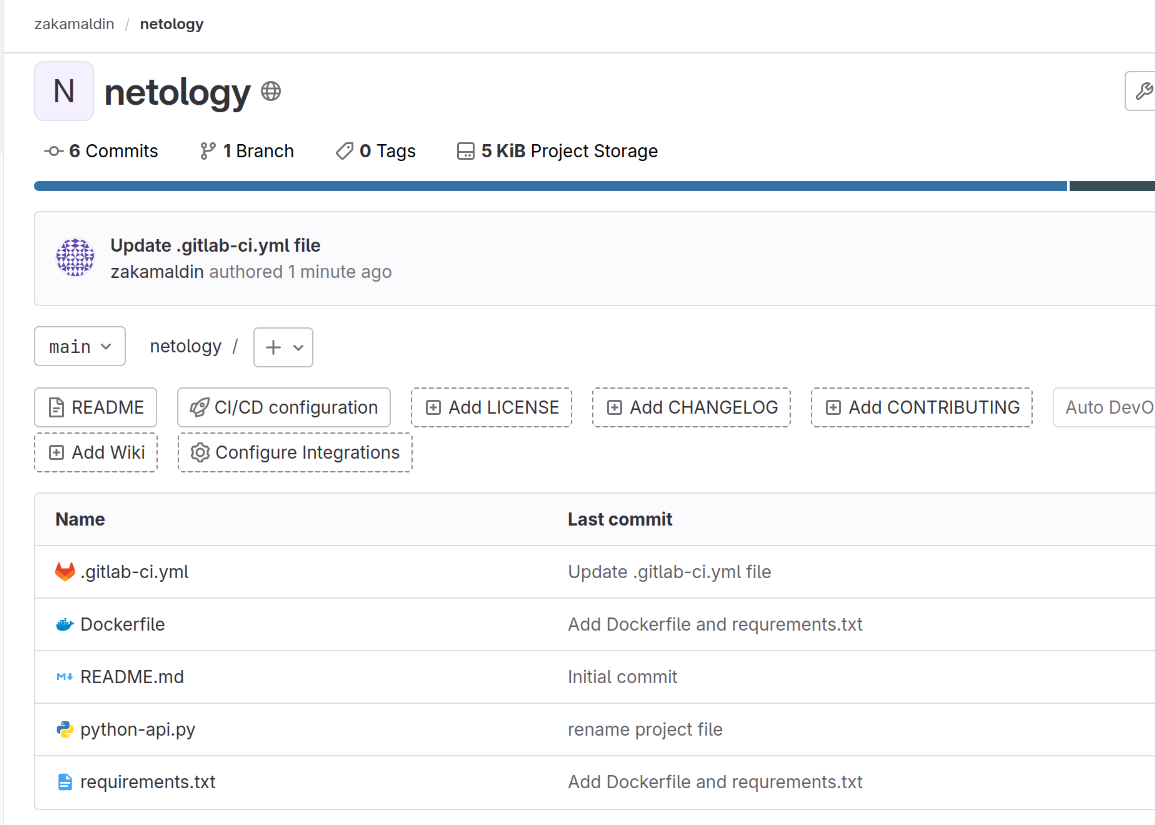 zakamaldin / netology
N netology
6 Commits 1 Branch 0 Tags 5 KiB Project Storage
Update .gitlab-ci.yml file
zakamaldin authored 1 minute ago
main netology / +
README CI/CD configuration Add LICENSE Add CHANGELOG Add CONTRIBUTING Auto DevO
Add Wiki Configure Integrations
Name Last commit
.gitlab-ci.yml Update .gitlab-ci.yml file
Dockerfile Add Dockerfile and requrements.txt
README.md Initial commit
python-api.py rename project file
requirements.txt Add Dockerfile and requrements.txt